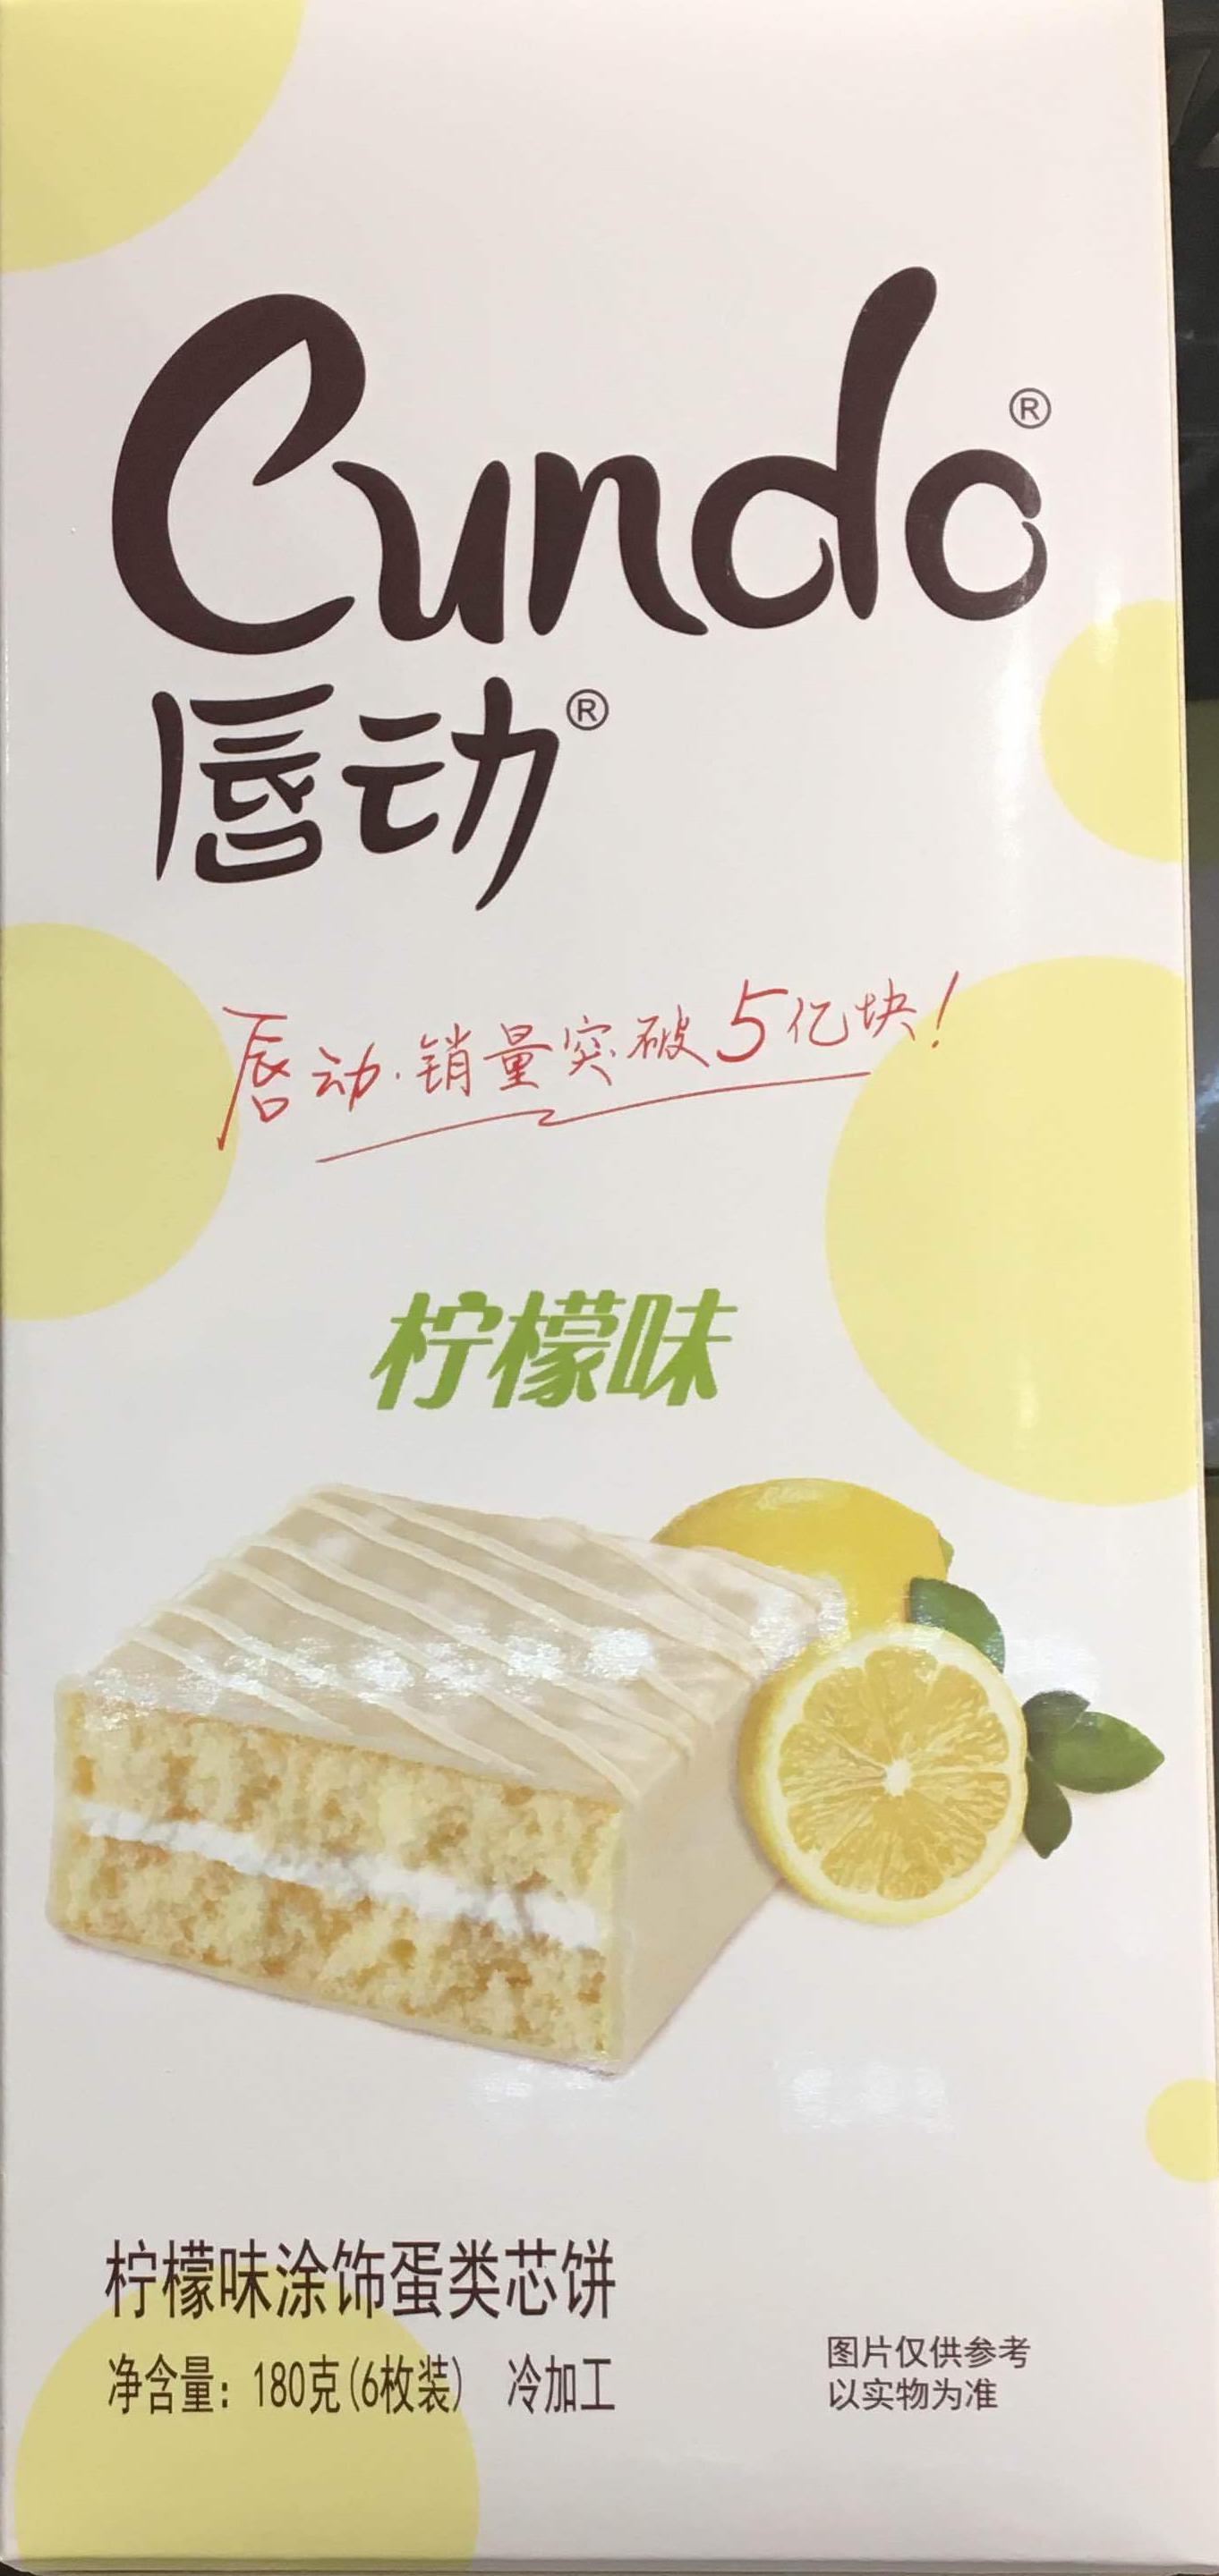 Cundo®
唇动®
唇动·销量突破5亿块!
柠檬味
柠檬味涂饰蛋类芯饼
净含量：180克(6枚装) 冷加工
图片仅供参考
以实物为准